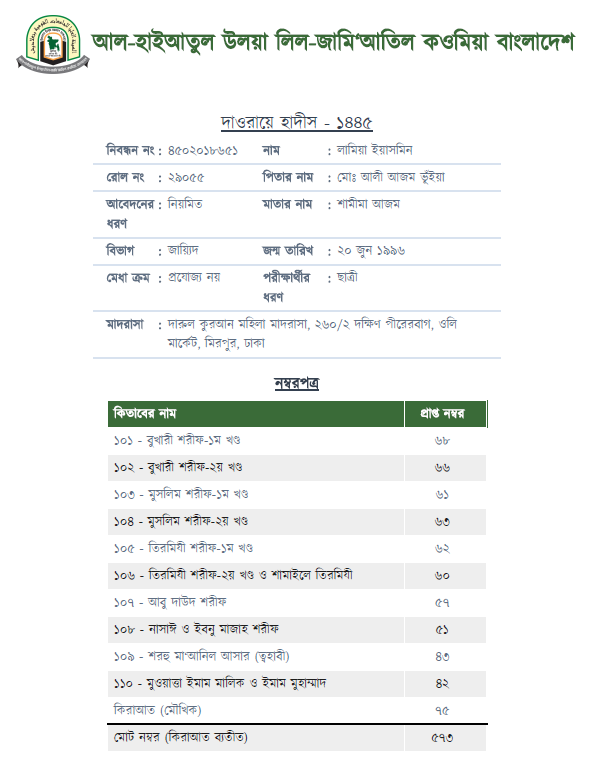 আল-হাইআতুল উলয়া লিল-জামি'আতিল কওমিয়া বাংলাদেশ
দাওরায়ে হাদীস - ১৪৪৫
নিবন্ধন নং : ৪৫০২০১৮৬৫১ নাম : লামিয়া ইয়াসমিন
রোল নং : ২৯০৫৫ পিতার নাম : মোঃ আলী আজম ভূঁইয়া
আবেদনের : নিয়মিত মাতার নাম : শামীমা আজম
ধরণ
বিভাগ : জায়্যিদ জন্ম তারিখ : ২০ জুন ১৯৯৬
মেধা ক্রম : প্রযোজ্য নয় পরীক্ষার্থীর : ছাত্রী
ধরণ
মাদরাসা : দারুল কুরআন মহিলা মাদরাসা, ২৬০/২ দক্ষিণ পীরেরবাগ, ওলি
মার্কেট, মিরপুর, ঢাকা
নম্বরপত্র
কিতাবের নাম প্রাপ্ত নম্বর
১০১ - বুখারী শরীফ-১ম খণ্ড ৬৮
১০২ - বুখারী শরীফ-২য় খণ্ড ৬৬
১০৩ - মুসলিম শরীফ-১ম খণ্ড ৬১
১০৪ - মুসলিম শরীফ-২য় খণ্ড ৬৩
১০৫ - তিরমিযী শরীফ-১ম খণ্ড ৬২
১০৬ - তিরমিযী শরীফ-২য় খণ্ড ও শামাইলে তিরমিযী ৬০
১০৭ - আবু দাউদ শরীফ ৫৭
১০৮ - নাসাঈ ও ইবনু মাজাহ শরীফ ৫১
১০৯ - শরহু মা'আনিল আসার (ত্বহাবী) ৪৩
১১০ - মুওয়াত্তা ইমাম মালিক ও ইমাম মুহাম্মাদ ৪২
কিরাআত (মৌখিক) ৭৫
মোট নম্বর (কিরাআত ব্যতীত) ৫৭৩